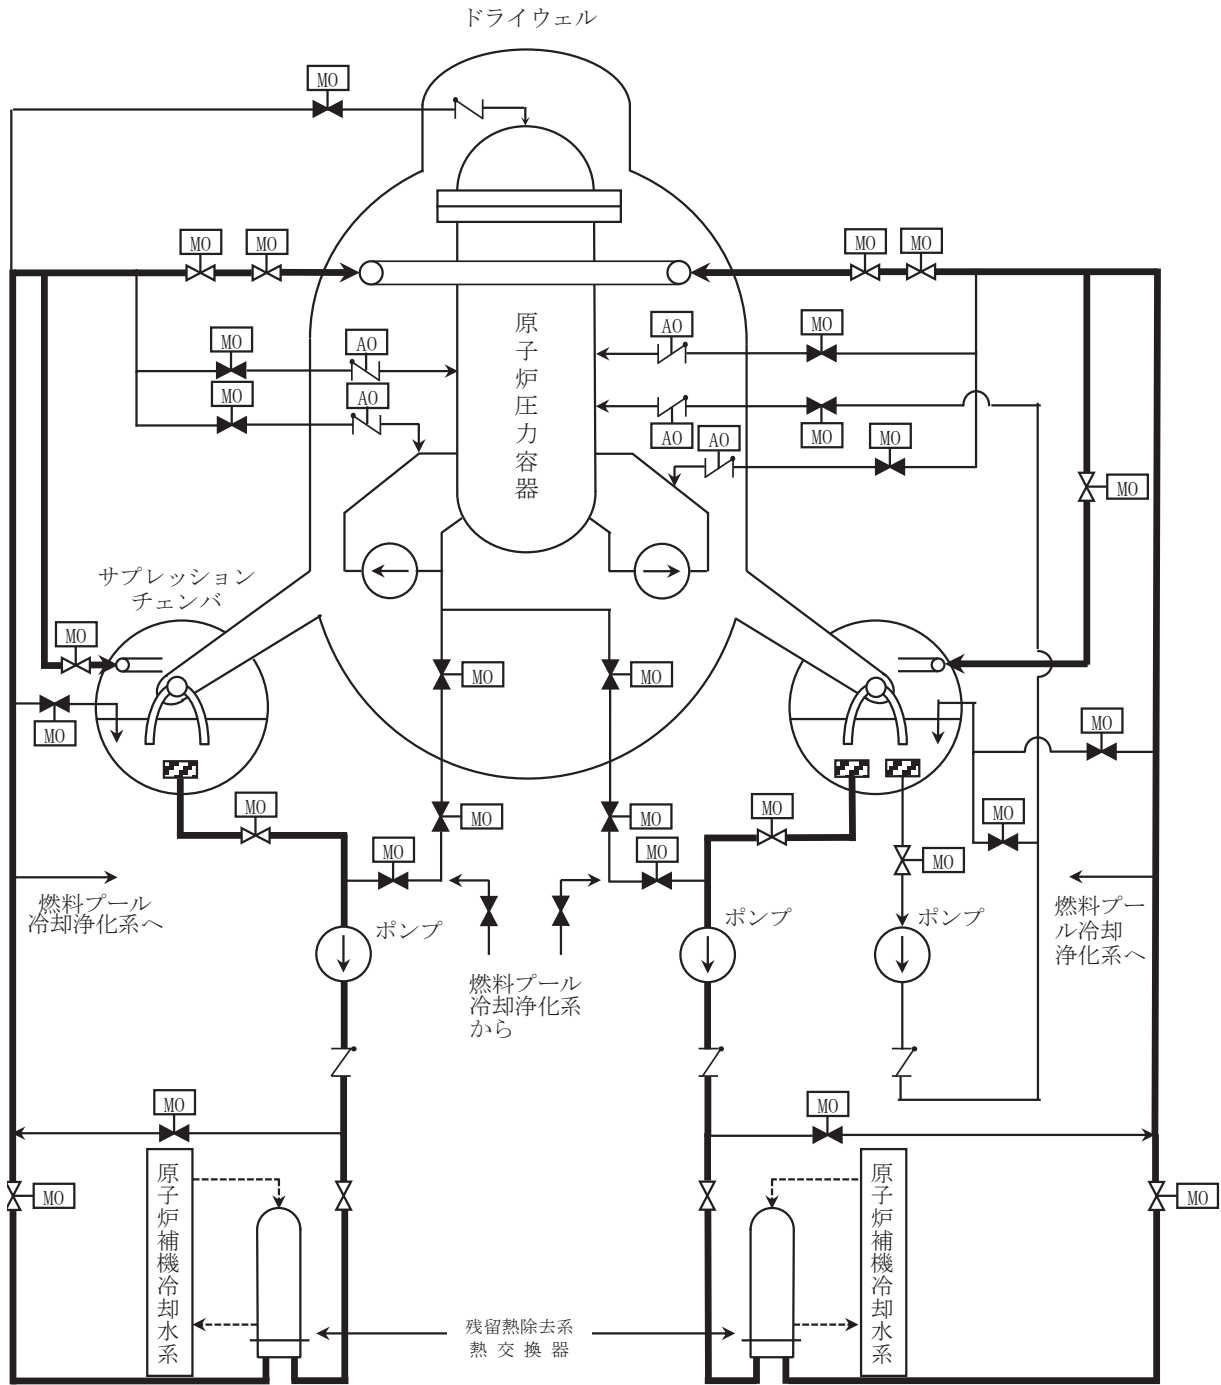 ドライウェル
MO
MO
MO
MO
MO
原子炉圧力容器
MO
AO
MO
AO
AO
MO
AO
MO
AO
MO
MO
サプレッション
チェンバ
MO
MO
MO
MO
MO
MO
MO
MO
MO
MO
MO
MO
MO
MO
燃料プール
冷却浄化系へ
ポンプ
ポンプ
ポンプ
燃料プール
冷却浄化系
から
燃料プー
ル冷却
浄化系へ
MO
MO
MO
MO
原子炉補機冷却水系
原子炉補機冷却水系
残留熱除去系
熱交換器